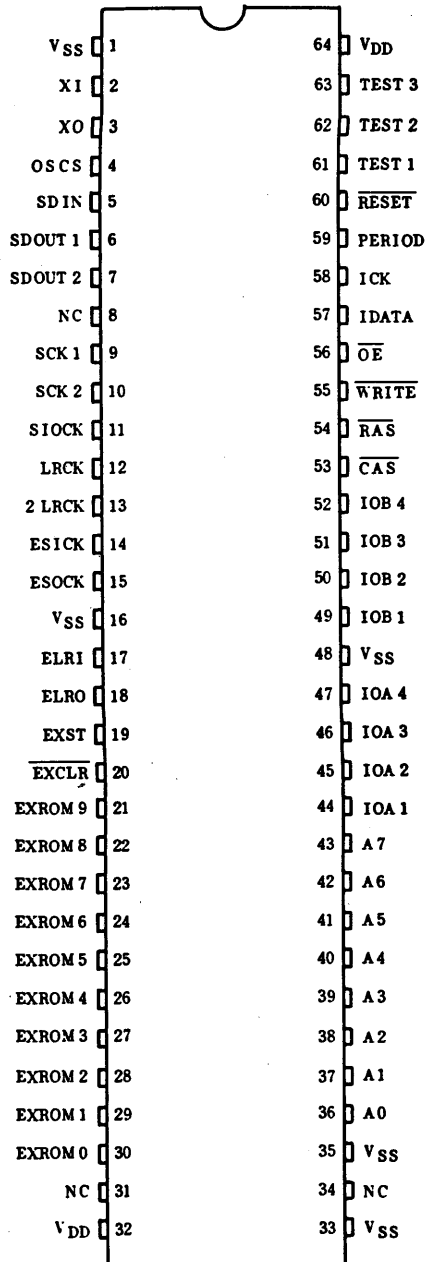 VSS 1 64 VDD
XI 2 63 TEST 3
XO 3 62 TEST 2
OSCS 4 61 TEST 1
SDIN 5 60 RESET
SDOUT 1 6 59 PERIOD
SDOUT 2 7 58 ICK
NC 8 57 IDATA
SCK 1 9 56 OE
SCK 2 10 55 WRITE
SIOCK 11 54 RAS
LRCK 12 53 CAS
2 LRCK 13 52 IOB 4
ESICK 14 51 IOB 3
ESOCK 15 50 IOB 2
VSS 16 49 IOB 1
ELRI 17 48 VSS
ELRO 18 47 IOA 4
EXST 19 46 IOA 3
EXCLR 20 45 IOA 2
EXROM 9 21 44 IOA 1
EXROM 8 22 43 A7
EXROM 7 23 42 A6
EXROM 6 24 41 A5
EXROM 5 25 40 A4
EXROM 4 26 39 A3
EXROM 3 27 38 A2
EXROM 2 28 37 A1
EXROM 1 29 36 A0
EXROM 0 30 35 VSS
NC 31 34 NC
VDD 32 33 VSS